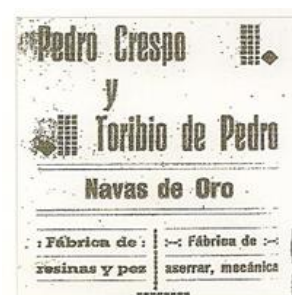 Pedro Crespo
y
Toribio de Pedro
Navas de Oro
: Fábrica de :
resinas y pez
:-: Fábrica de :-:
aserrar, mecánica